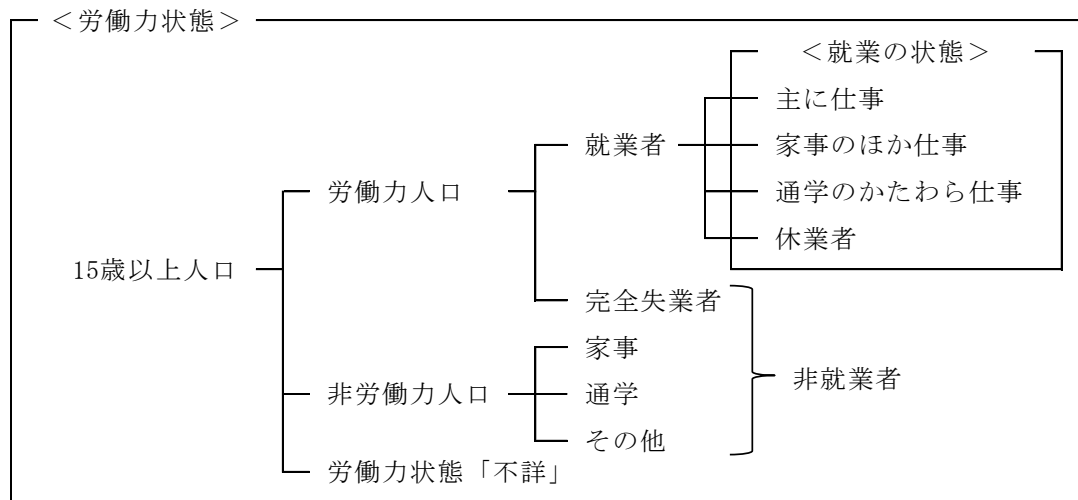 ＜労働力状態＞
＜就業の状態＞
主に仕事
就業者
家事のほか仕事
労働力人口
通学のかたわら仕事
休業者
15歳以上人口
完全失業者
家事
非就業者
非労働力人口
通学
その他
労働力状態「不詳」